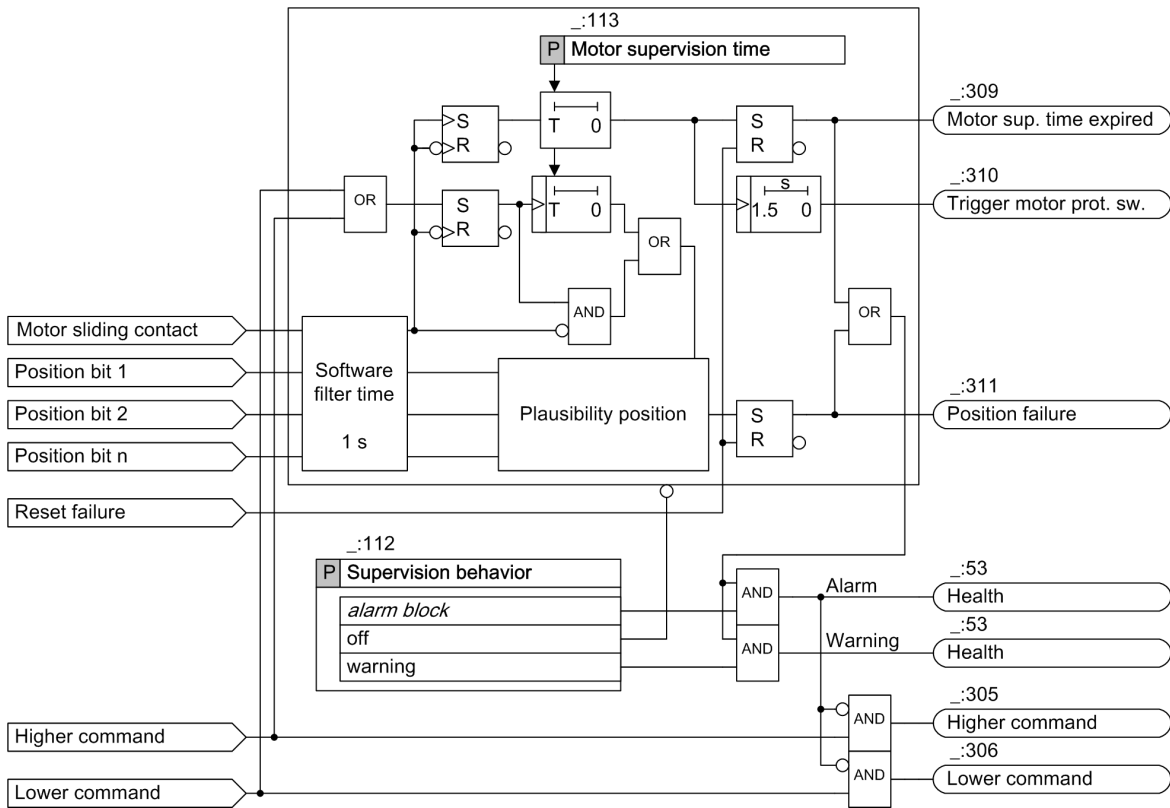 _:113
P Motor supervision time
_:309
S
R
T 0
S
R
Motor sup. time expired
_:310
OR
S
R
T 0
s
1.5 0
Trigger motor prot. sw.
OR
AND
OR
Motor sliding contact
Position bit 1
Position bit 2
Position bit n
Software
filter time
1 s
Plausibility position
S
R
_:311
Position failure
Reset failure
_:112
P Supervision behavior
alarm block
off
warning
AND
AND
Alarm
Warning
_:53
Health
_:53
Health
_:305
Higher command
AND
Higher command
_:306
Lower command
AND
Lower command